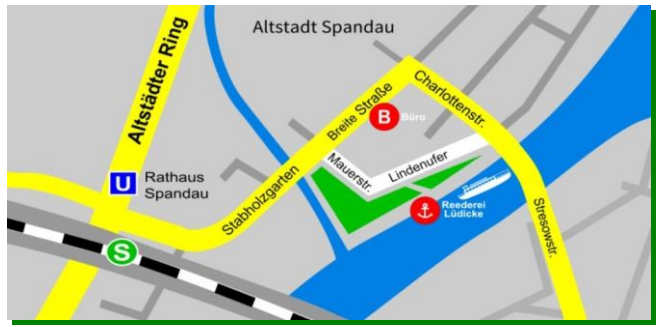 Altstadt Spandau
Altstädter Ring
Breite Straße
Charlottenstr.
B
Büro
U
Rathaus
Spandau
Stabholzgarten
Mauerstr.
Lindenufer
Reederei
Lüdicke
Stresowstr.
S